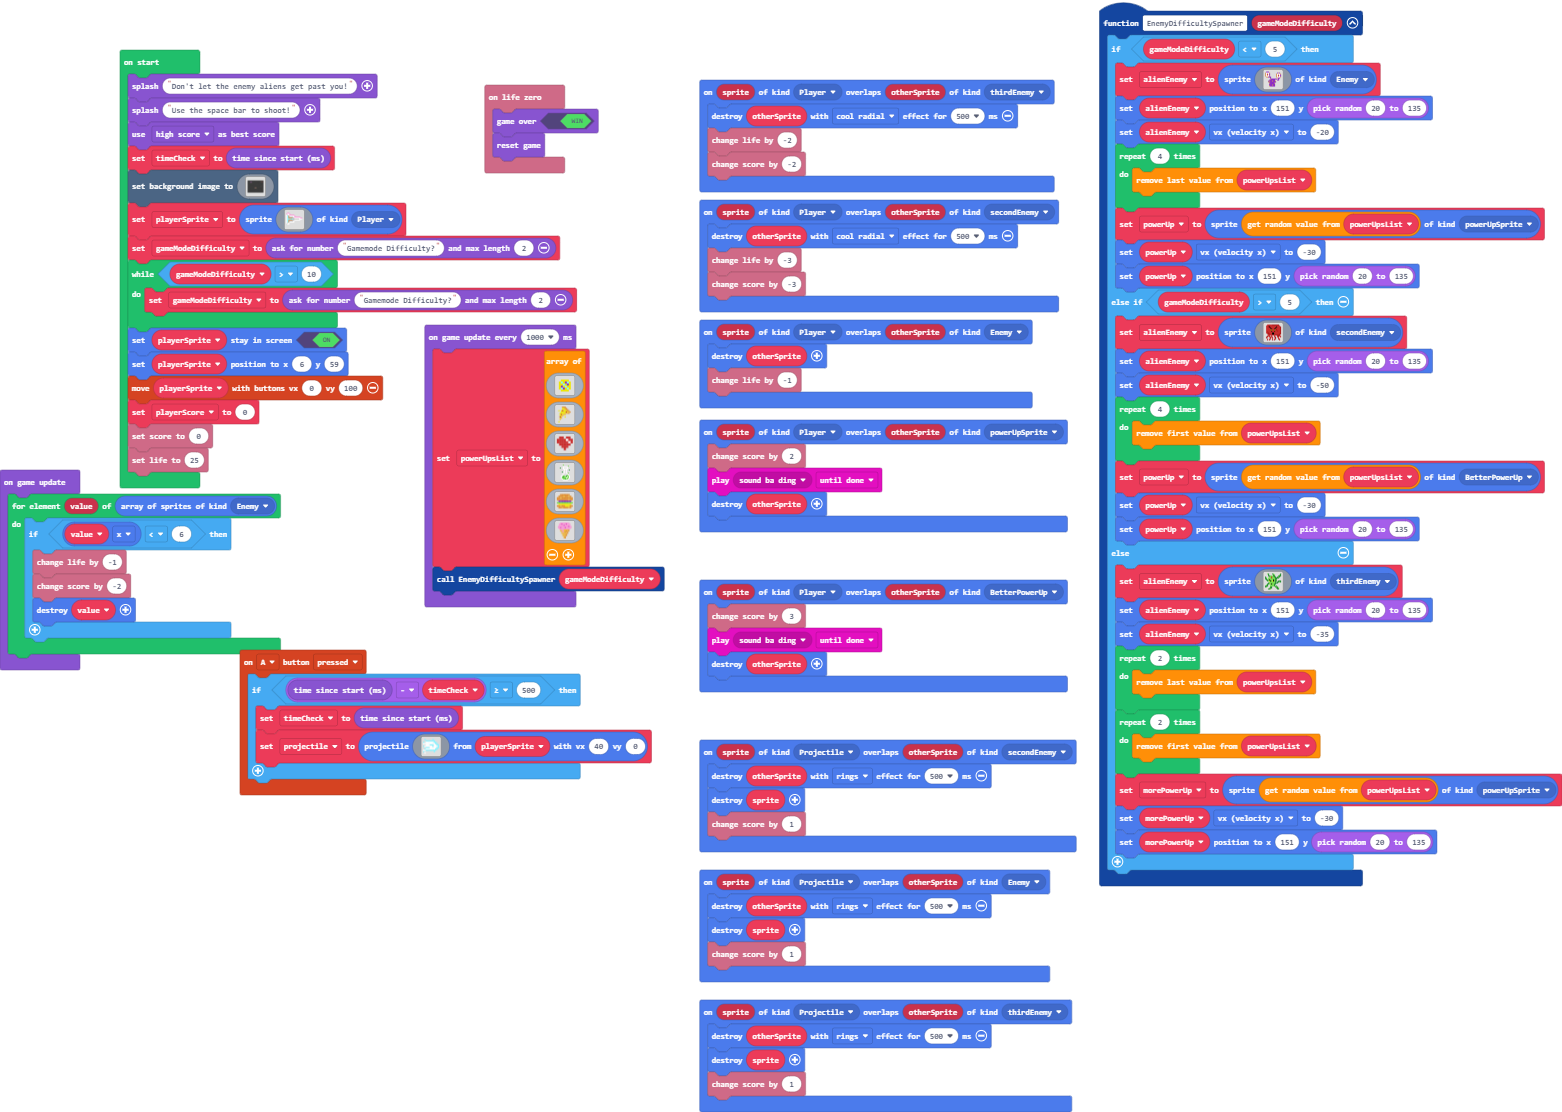 on start
splash "Don't let the enemy aliens get past you!"
splash "Use the space bar to shoot!"
use high score as best score
set timeCheck to time since start (ms)
set background image to
set playerSprite to sprite of kind Player
set gameModeDifficulty to ask for number "Gamemode Difficulty?" and max length 2
while gameModeDifficulty > 10
do set gameModeDifficulty to ask for number "Gamemode Difficulty?" and max length 2
set playerSprite stay in screen ON
set playerSprite position to x 6 y 59
move playerSprite with buttons vx 0 vy 100
set playerScore to 0
set score to 0
set life to 25
on game update
for element value of array of sprites of kind Enemy
do
if value x < 6 then
change life by -1
change score by -2
destroy value
on life zero
game over WIN
reset game
on game update every 1000 ms
array of
set powerUpsList to
call EnemyDifficultySpawner gameModeDifficulty
on A button pressed
if time since start (ms) - timeCheck ≥ 500 then
set timeCheck to time since start (ms)
set projectile to projectile from playerSprite with vx 40 vy 0
on sprite of kind Player overlaps otherSprite of kind thirdEnemy
destroy otherSprite with cool radial effect for 500 ms
change life by -2
change score by -2
on sprite of kind Player overlaps otherSprite of kind secondEnemy
destroy otherSprite with cool radial effect for 500 ms
change life by -3
change score by -3
on sprite of kind Player overlaps otherSprite of kind Enemy
destroy otherSprite
change life by -1
on sprite of kind Player overlaps otherSprite of kind powerUpSprite
change score by 2
play sound ba ding until done
destroy otherSprite
on sprite of kind Player overlaps otherSprite of kind BetterPowerUp
change score by 3
play sound ba ding until done
destroy otherSprite
on sprite of kind Projectile overlaps otherSprite of kind secondEnemy
destroy otherSprite with rings effect for 500 ms
destroy sprite
change score by 1
on sprite of kind Projectile overlaps otherSprite of kind Enemy
destroy otherSprite with rings effect for 500 ms
destroy sprite
change score by 1
on sprite of kind Projectile overlaps otherSprite of kind thirdEnemy
destroy otherSprite with rings effect for 500 ms
destroy sprite
change score by 1
function EnemyDifficultySpawner gameModeDifficulty
if gameModeDifficulty < 5 then
set alienEnemy to sprite of kind Enemy
set alienEnemy position to x 151 y pick random 20 to 135
set alienEnemy vx (velocity x) to -20
repeat 4 times
do remove last value from powerUpsList
set powerUp to sprite get random value from powerUpsList of kind powerUpSprite
set powerUp vx (velocity x) to -30
set powerUp position to x 151 y pick random 20 to 135
else if gameModeDifficulty > 5 then
set alienEnemy to sprite of kind secondEnemy
set alienEnemy position to x 151 y pick random 20 to 135
set alienEnemy vx (velocity x) to -50
repeat 4 times
do remove first value from powerUpsList
set powerUp to sprite get random value from powerUpsList of kind BetterPowerUp
set powerUp vx (velocity x) to -30
set powerUp position to x 151 y pick random 20 to 135
else
set alienEnemy to sprite of kind thirdEnemy
set alienEnemy position to x 151 y pick random 20 to 135
set alienEnemy vx (velocity x) to -35
repeat 2 times
do remove last value from powerUpsList
repeat 2 times
do remove first value from powerUpsList
set morePowerUp to sprite get random value from powerUpsList of kind powerUpSprite
set morePowerUp vx (velocity x) to -30
set morePowerUp position to x 151 y pick random 20 to 135